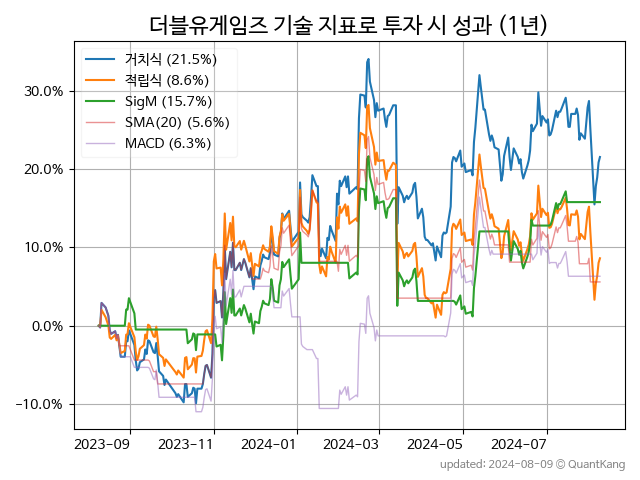 더블유게임즈 기술 지표로 투자 시 성과 (1년)
거치식 (21.5%)
적립식 (8.6%)
SigM (15.7%)
SMA(20) (5.6%)
MACD (6.3%)
30.0%
20.0%
10.0%
0.0%
−10.0%
2023-09 2023-11 2024-01 2024-03 2024-05 2024-07
updated: 2024-08-09 © QuantKang